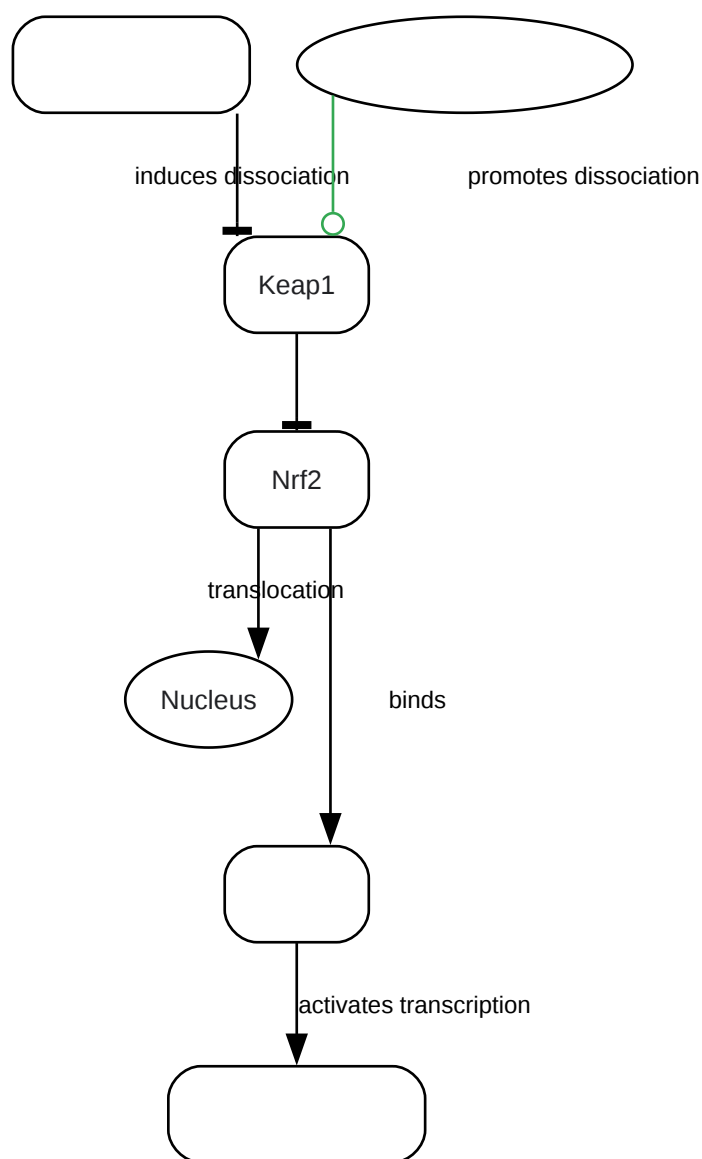 induces dissociation
promotes dissociation
Keap1
Nrf2
translocation
Nucleus
binds
activates transcription